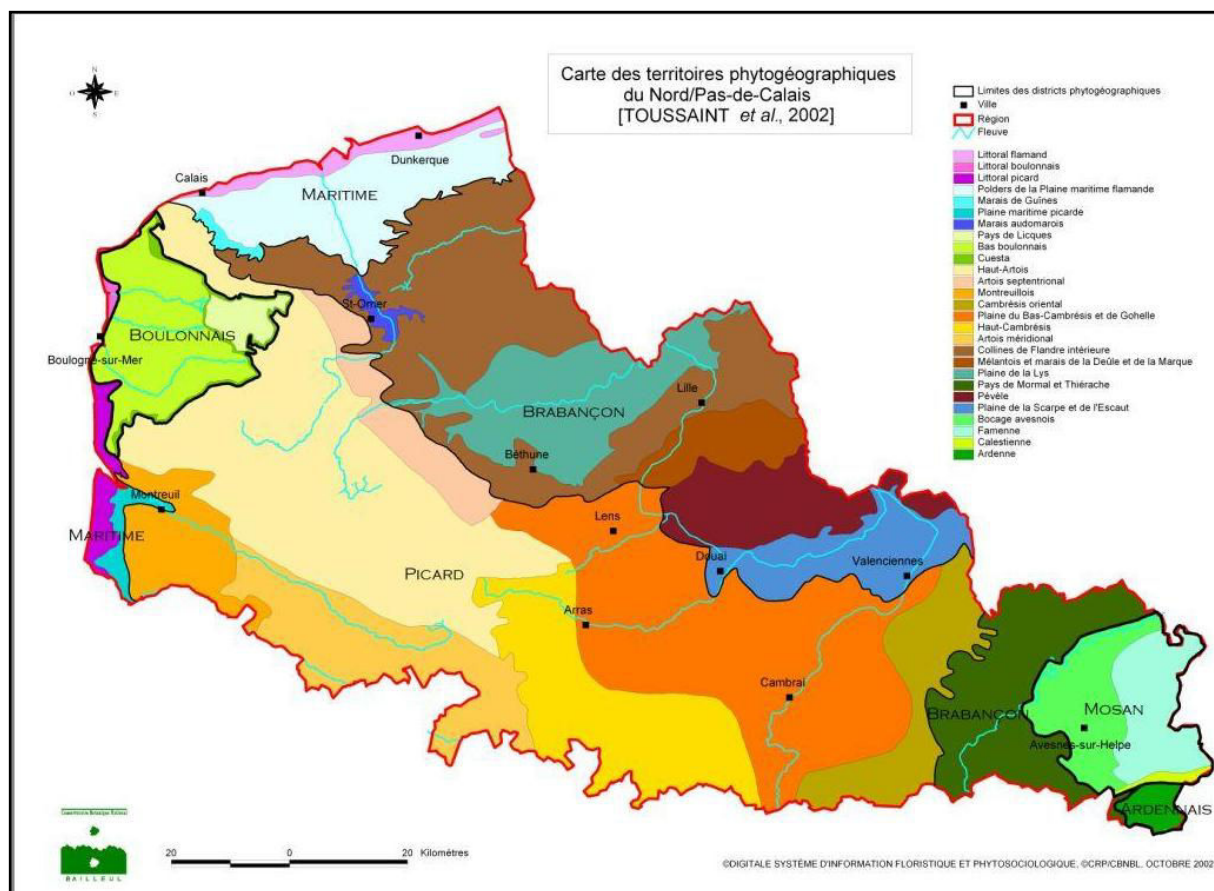 Carte des territoires phytogéographiques
du Nord/Pas-de-Calais
[TOUSSAINT et al., 2002]
N
O
E
S
Limites des districts phytogéographiques
Ville
Région
Fleuve
Littoral flamand
Littoral boulonnais
Littoral picard
Polders de la Plaine maritime flamande
Marais de Guînes
Plaine maritime picarde
Marais audomarois
Pays de Licques
Bas boulonnais
Cuesta
Haut-Artois
Artois septentrional
Montreuillois
Cambrésis oriental
Plaine du Bas-Cambrésis et de Gohelle
Haut-Cambrésis
Artois méridional
Collines de Flandre intérieure
Mélantois et marais de la Deûle et de la Marque
Plaine de la Lys
Pays de Mormal et Thiérache
Pévèle
Plaine de la Scarpe et de l'Escaut
Bocage avesnois
Famenne
Calestienne
Ardenne
Dunkerque
Calais
MARITIME
St-Omer
BOULONNAIS
Boulogne-sur-Mer
Lille
BRABANÇON
Béthune
Montreuil
Lens
MARITIME
Douai
Valenciennes
PICARD
Arras
Cambrai
BRABANÇON
MOSAN
Avesnes-sur-Helpe
ARDENNAIS
BAILLEUL
20 0 20 Kilomètres
©DIGITALE SYSTÈME D'INFORMATION FLORISTIQUE ET PHYTOSOCIOLOGIQUE, ©CRP/CBNBL, OCTOBRE 2002